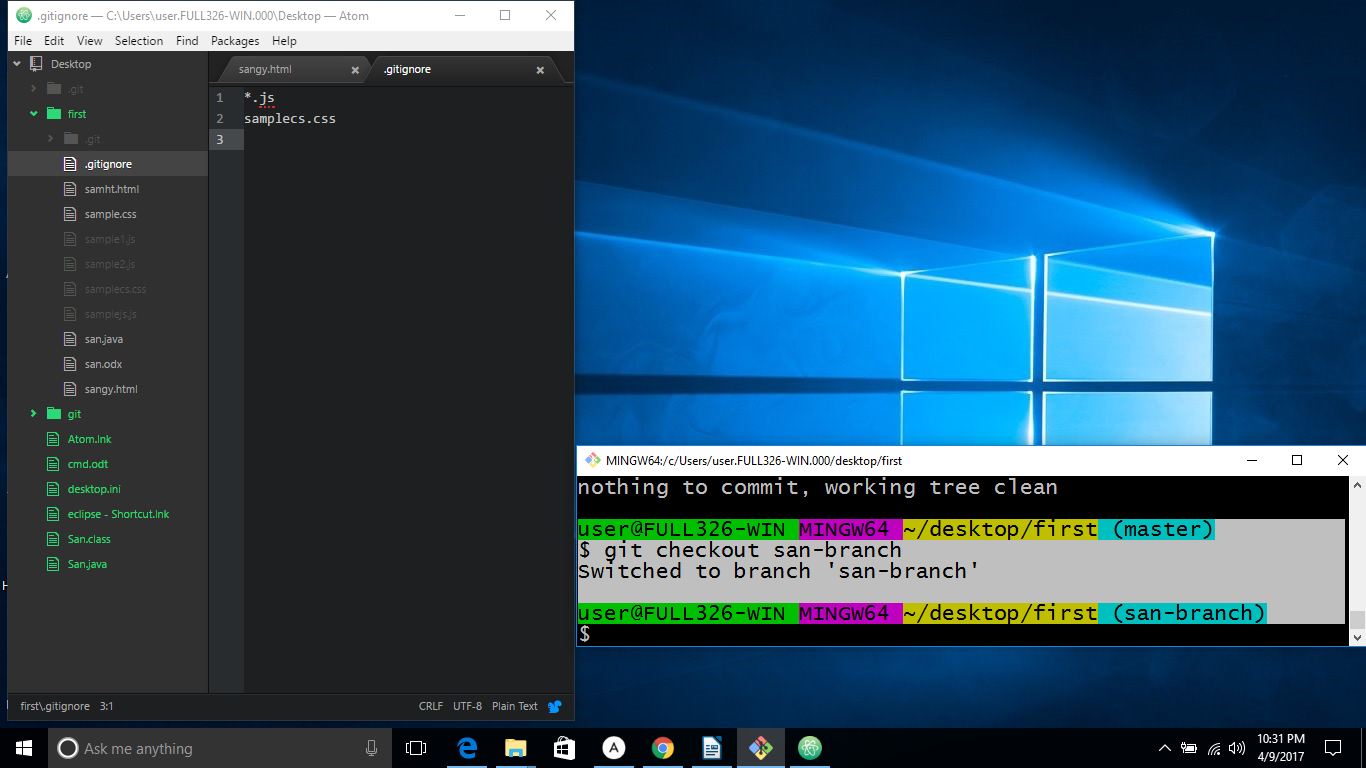 .gitignore — C:\Users\user.FULL326-WIN.000\Desktop — Atom
File Edit View Selection Find Packages Help
Desktop
.git
first
.git
.gitignore
samht.html
sample.css
sample1.js
sample2.js
samplecs.css
samplejs.js
san.java
san.odx
sangy.html
git
Atom.lnk
cmd.odt
desktop.ini
eclipse - Shortcut.lnk
San.class
San.java
sangy.html .gitignore
1 *.js
2 samplecs.css
3
first\.gitignore 3:1 CRLF UTF-8 Plain Text
MINGW64:/c/Users/user.FULL326-WIN.000/desktop/first
nothing to commit, working tree clean
user@FULL326-WIN MINGW64 ~/desktop/first (master)
$ git checkout san-branch
Switched to branch 'san-branch'
user@FULL326-WIN MINGW64 ~/desktop/first (san-branch)
$
Ask me anything
10:31 PM
4/9/2017